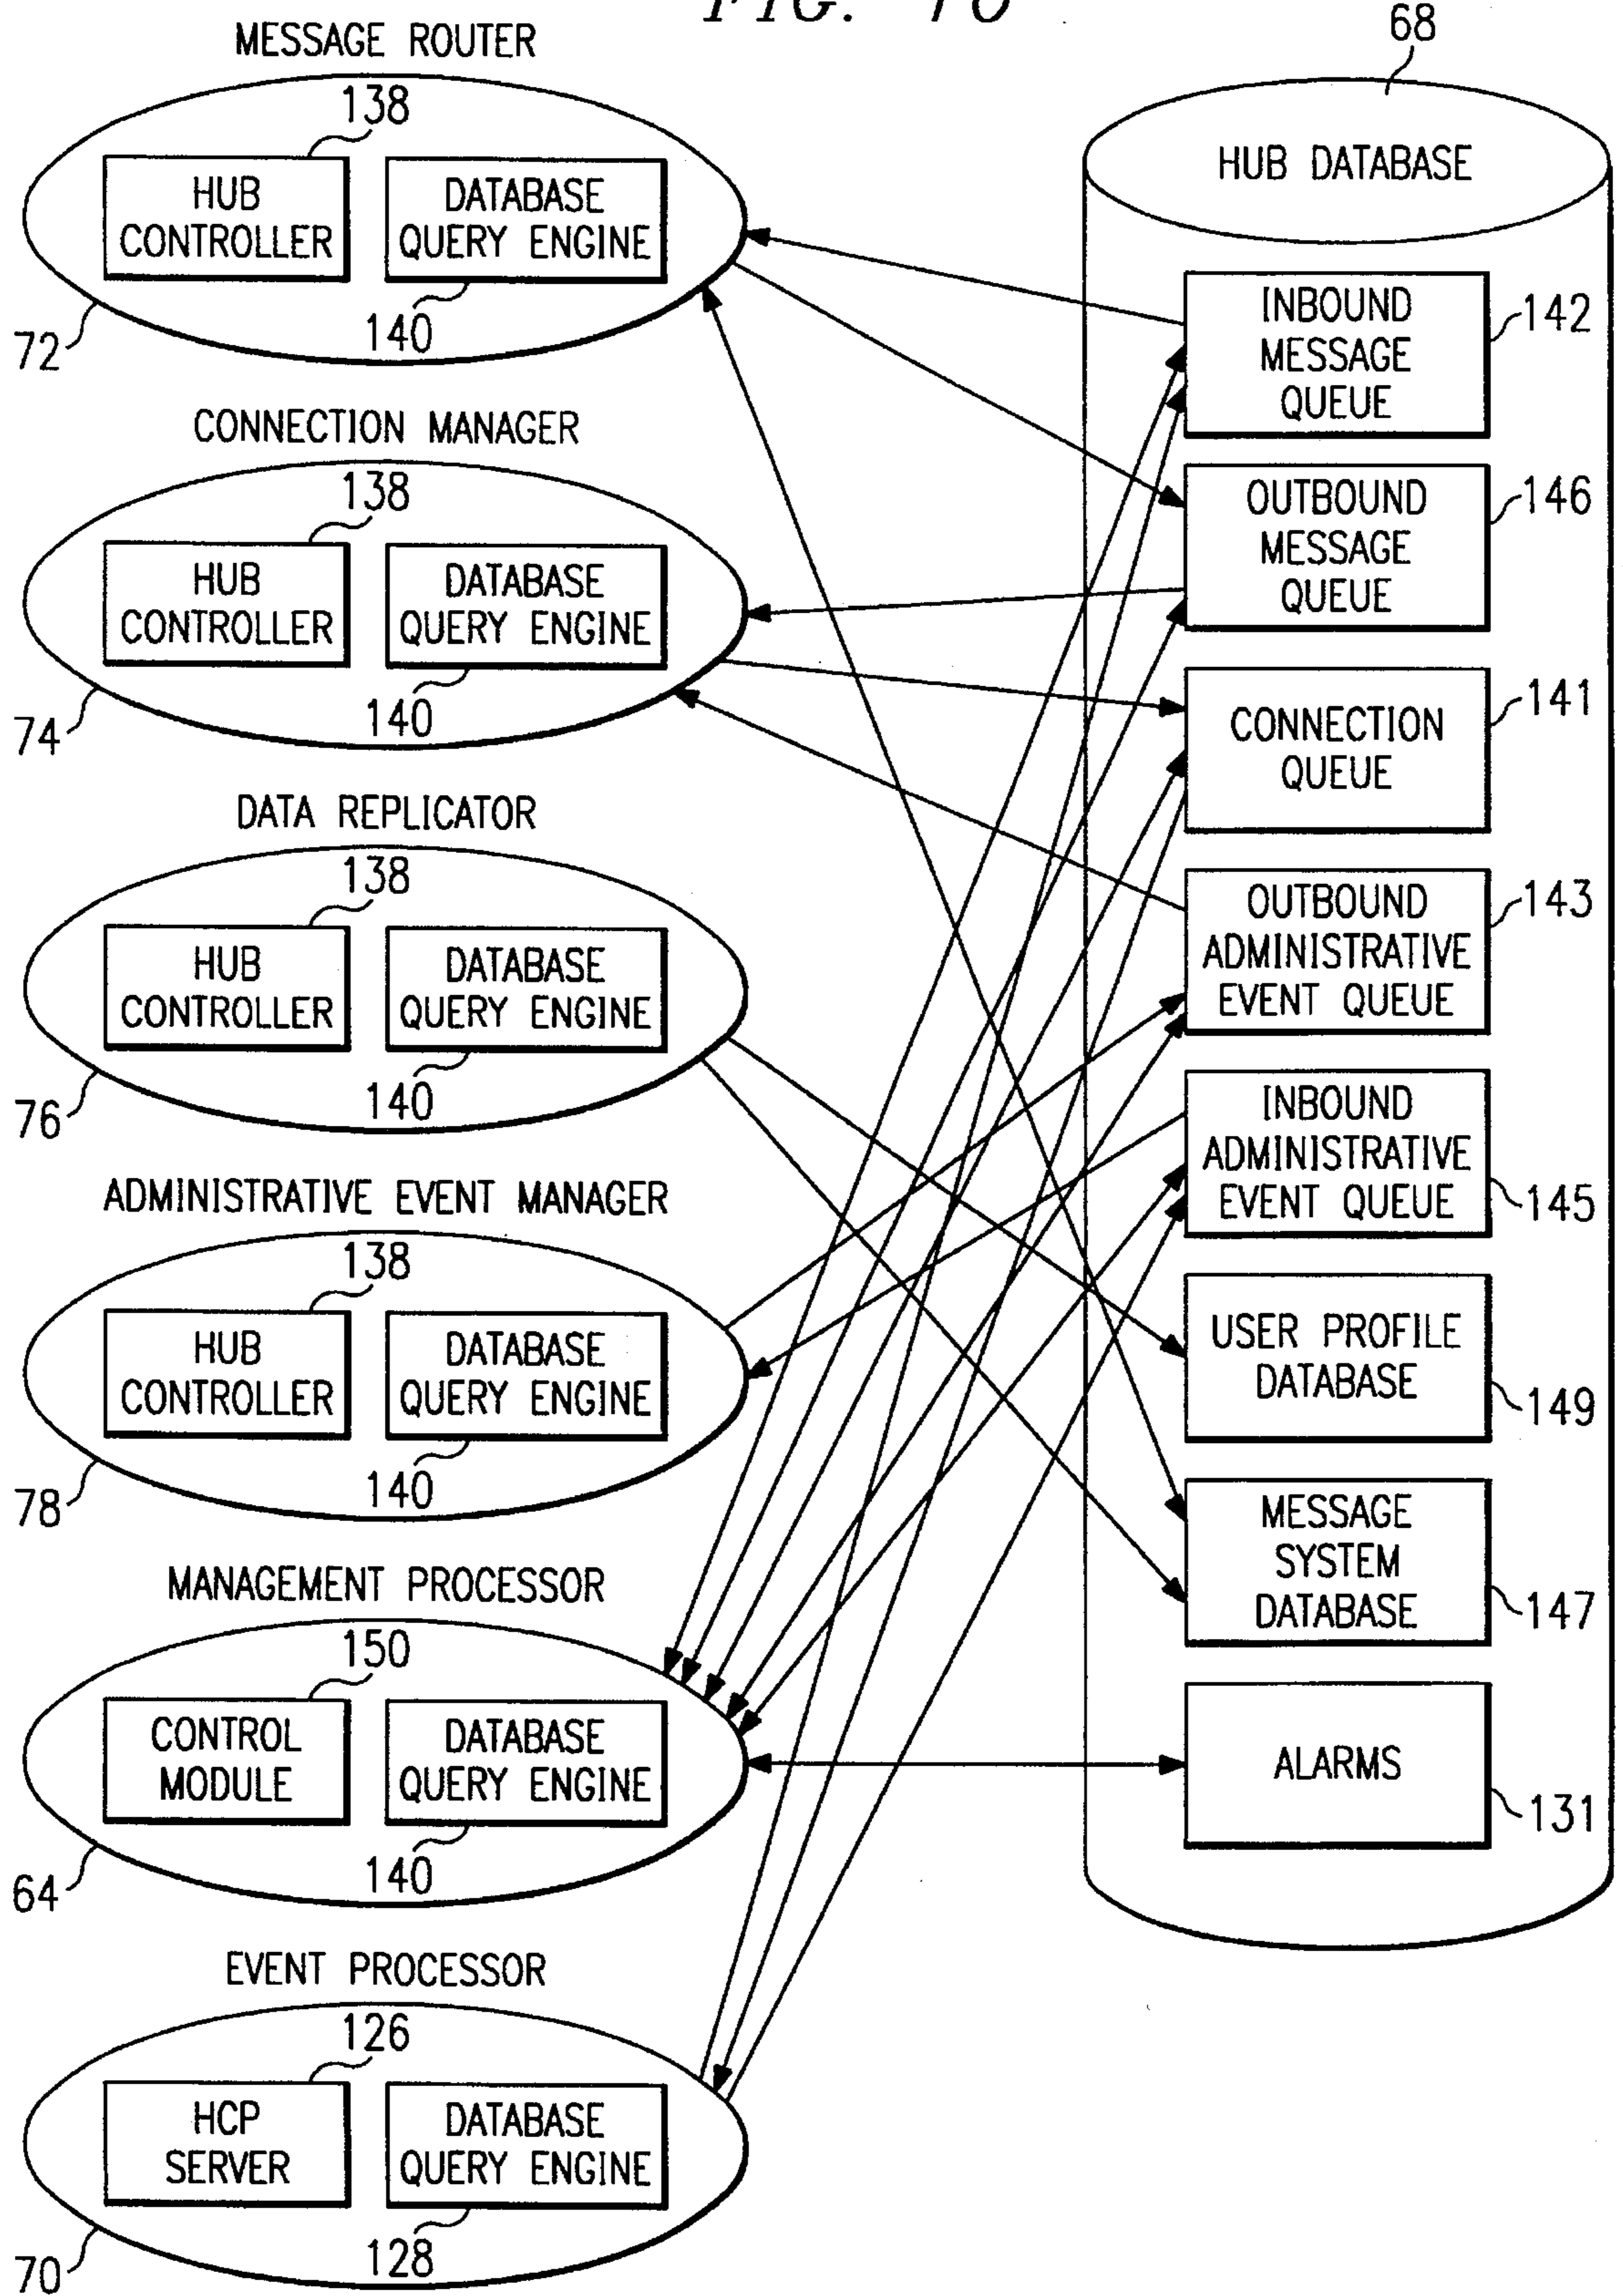 FIG. 10
68
HUB DATABASE
MESSAGE ROUTER
138
HUB
CONTROLLER
DATABASE
QUERY ENGINE
140
72
CONNECTION MANAGER
138
HUB
CONTROLLER
DATABASE
QUERY ENGINE
140
74
DATA REPLICATOR
138
HUB
CONTROLLER
DATABASE
QUERY ENGINE
140
76
ADMINISTRATIVE EVENT MANAGER
138
HUB
CONTROLLER
DATABASE
QUERY ENGINE
140
78
MANAGEMENT PROCESSOR
150
CONTROL
MODULE
DATABASE
QUERY ENGINE
140
64
EVENT PROCESSOR
126
HCP
SERVER
DATABASE
QUERY ENGINE
128
70
INBOUND
MESSAGE
QUEUE
142
OUTBOUND
MESSAGE
QUEUE
146
CONNECTION
QUEUE
141
OUTBOUND
ADMINISTRATIVE
EVENT QUEUE
143
INBOUND
ADMINISTRATIVE
EVENT QUEUE
145
USER PROFILE
DATABASE
149
MESSAGE
SYSTEM
DATABASE
147
ALARMS
131